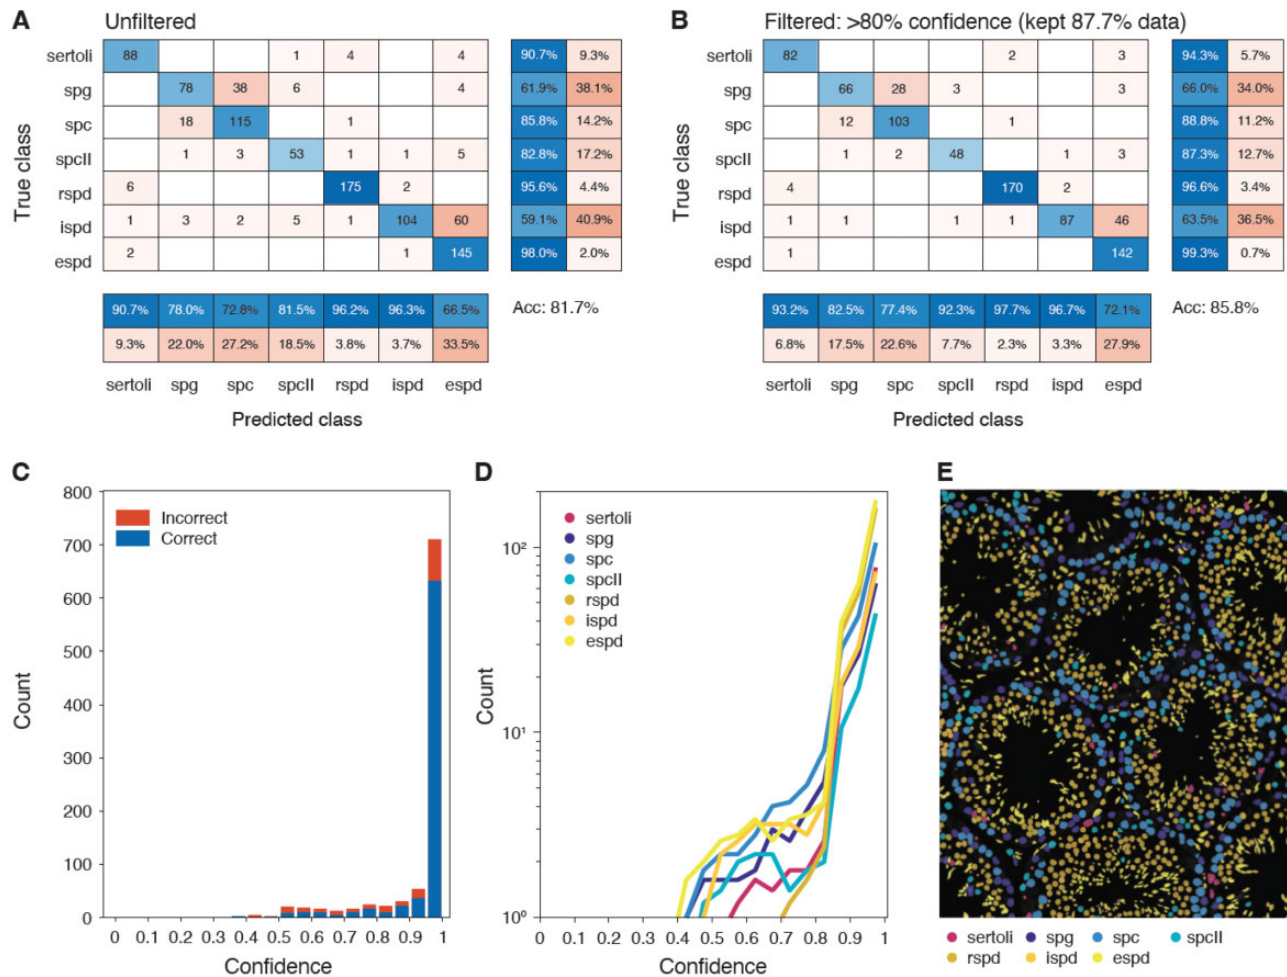 A
Unfiltered
sertoli 88 1 4 4 90.7% 9.3%
spg 78 38 6 4 61.9% 38.1%
spc 18 115 1 85.8% 14.2%
spcII 1 3 53 1 1 5 82.8% 17.2%
rspd 6 175 2 95.6% 4.4%
ispd 1 3 2 5 1 104 60 59.1% 40.9%
espd 2 1 145 98.0% 2.0%
True class
90.7% 78.0% 72.8% 81.5% 96.2% 96.3% 66.5% Acc: 81.7%
9.3% 22.0% 27.2% 18.5% 3.8% 3.7% 33.5%
sertoli spg spc spcII rspd ispd espd
Predicted class
B
Filtered: >80% confidence (kept 87.7% data)
sertoli 82 2 3 94.3% 5.7%
spg 66 28 3 3 66.0% 34.0%
spc 12 103 1 88.8% 11.2%
spcII 1 2 48 1 3 87.3% 12.7%
rspd 4 170 2 96.6% 3.4%
ispd 1 1 1 1 87 46 63.5% 36.5%
espd 1 142 99.3% 0.7%
True class
93.2% 82.5% 77.4% 92.3% 97.7% 96.7% 72.1% Acc: 85.8%
6.8% 17.5% 22.6% 7.7% 2.3% 3.3% 27.9%
sertoli spg spc spcII rspd ispd espd
Predicted class
C
800
700
600
500
400
300
200
100
0
Count
Incorrect
Correct
0 0.1 0.2 0.3 0.4 0.5 0.6 0.7 0.8 0.9 1
Confidence
D
10²
10¹
10⁰
Count
sertoli
spg
spc
spcII
rspd
ispd
espd
0 0.1 0.2 0.3 0.4 0.5 0.6 0.7 0.8 0.9 1
Confidence
E
sertoli spg spc spcII
rspd ispd espd